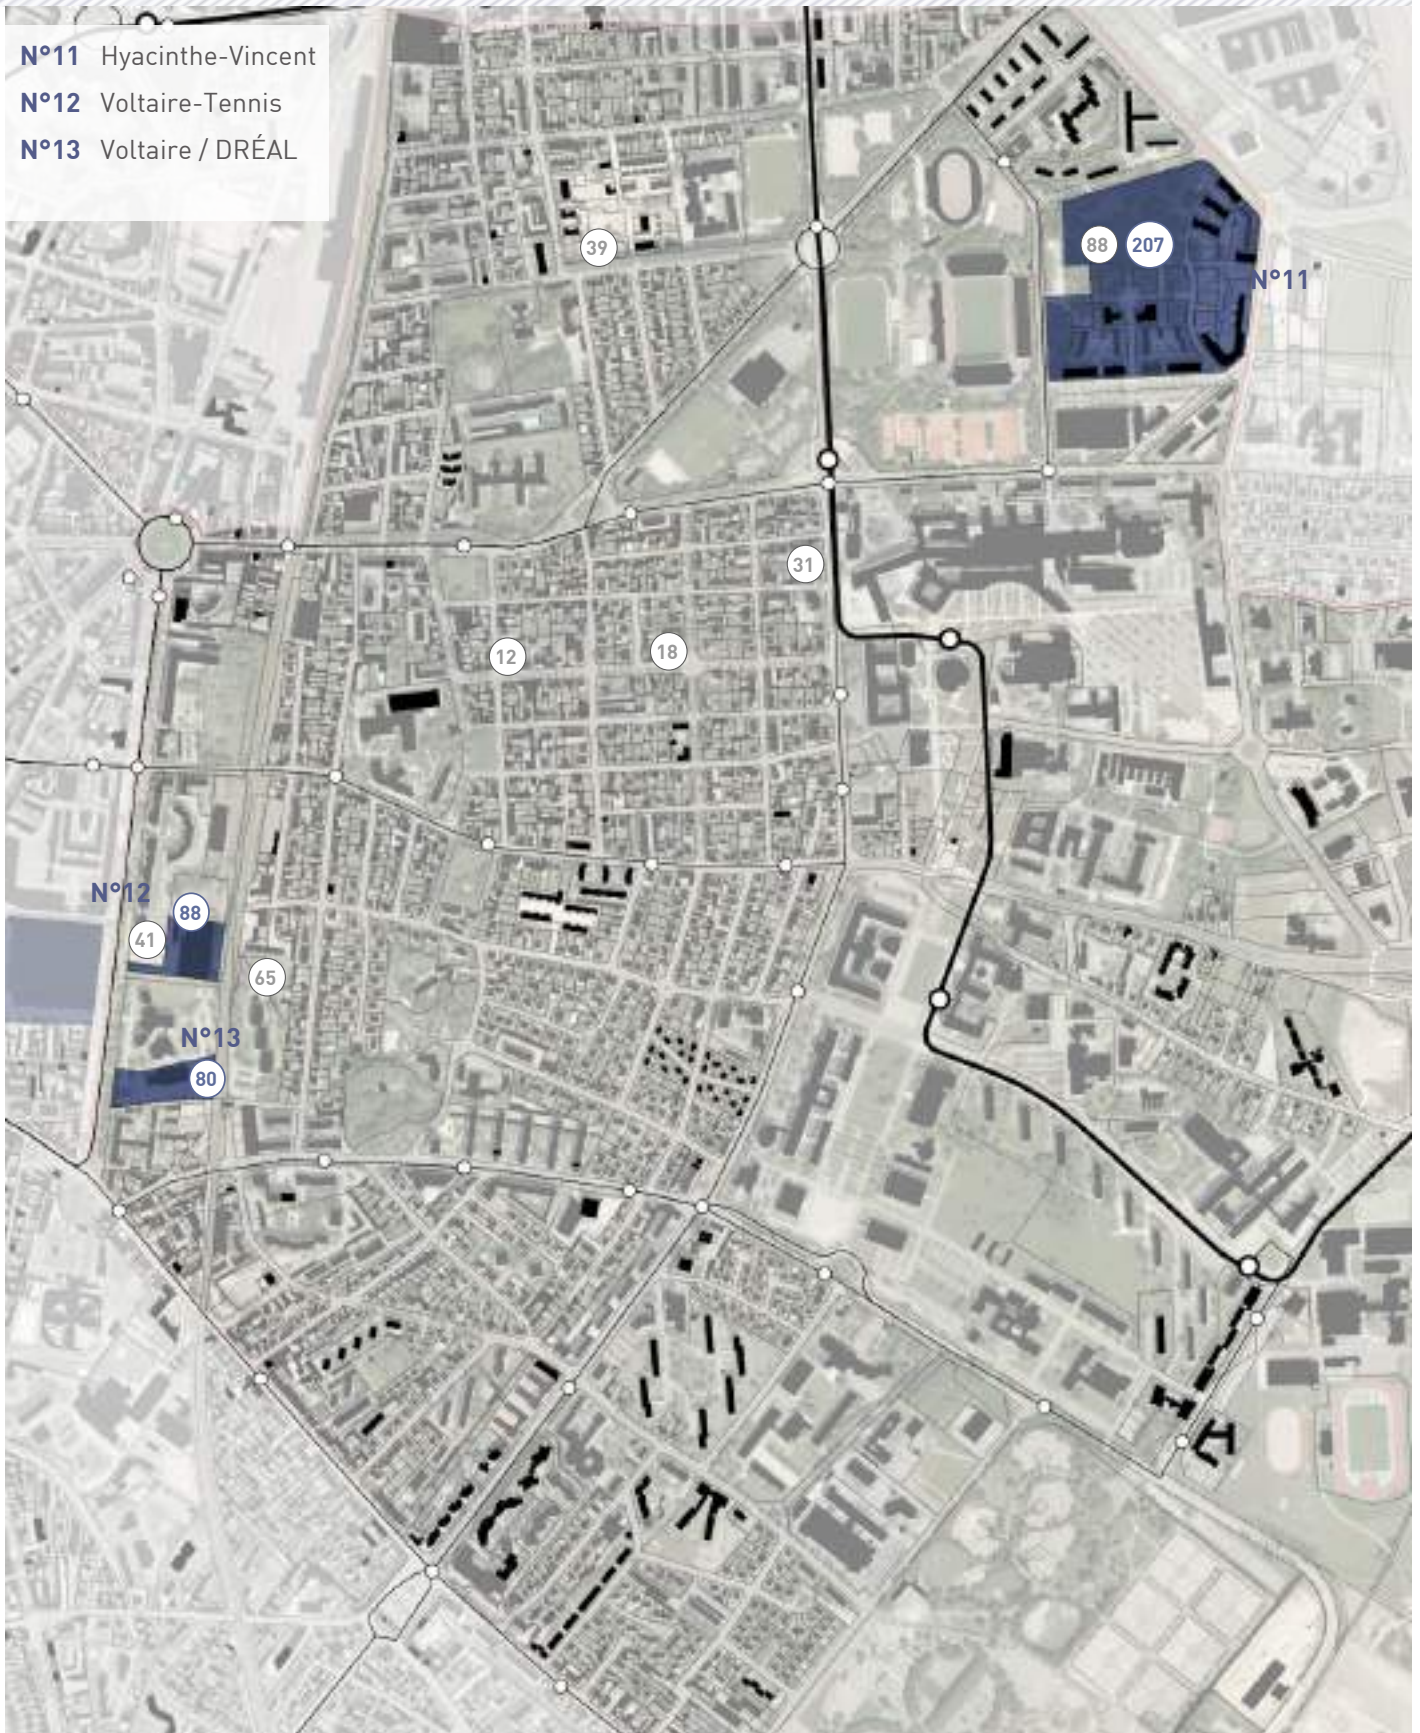 N°11 Hyacinthe-Vincent
N°12 Voltaire-Tennis
N°13 Voltaire / DRÉAL
39
88 207
N°11
31
12
18
N°12
88
41
65
N°13
80